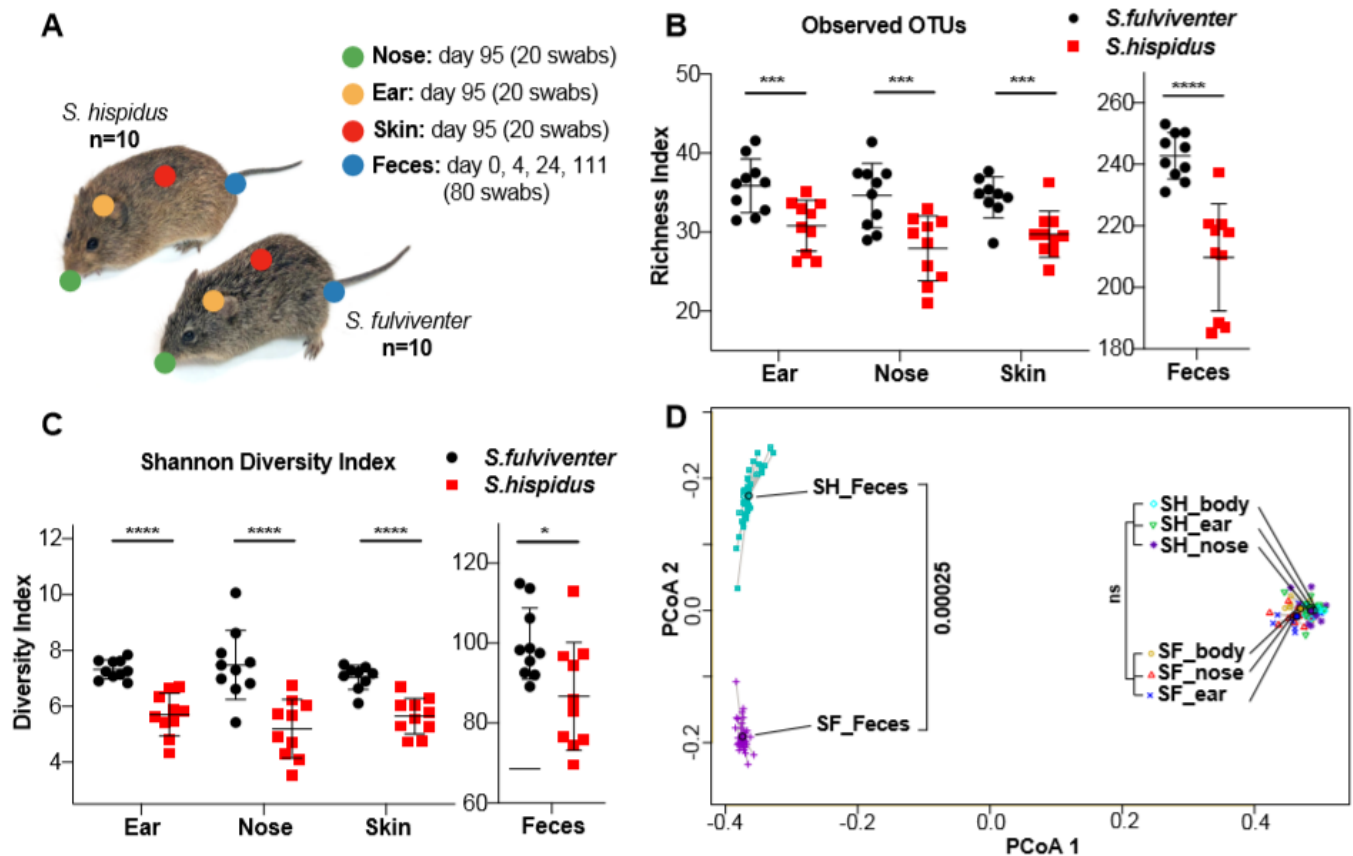 A
Nose: day 95 (20 swabs)
Ear: day 95 (20 swabs)
Skin: day 95 (20 swabs)
Feces: day 0, 4, 24, 111
(80 swabs)
S. hispidus
n=10
S. fulviventer
n=10
B
Observed OTUs
S.fulviventer
S.hispidus
Richness Index
50
40
30
20
***
***
***
****
260
240
220
200
180
Ear
Nose
Skin
Feces
C
Shannon Diversity Index
S.fulviventer
S.hispidus
Diversity Index
12
10
8
6
4
****
****
****
*
120
100
80
60
Ear
Nose
Skin
Feces
D
PCoA 2
-0.2
0.0
-0.2
SH_Feces
SF_Feces
0.00025
ns
SH_body
SH_ear
SH_nose
SF_body
SF_nose
SF_ear
-0.4
-0.2
0.0
0.2
0.4
PCoA 1